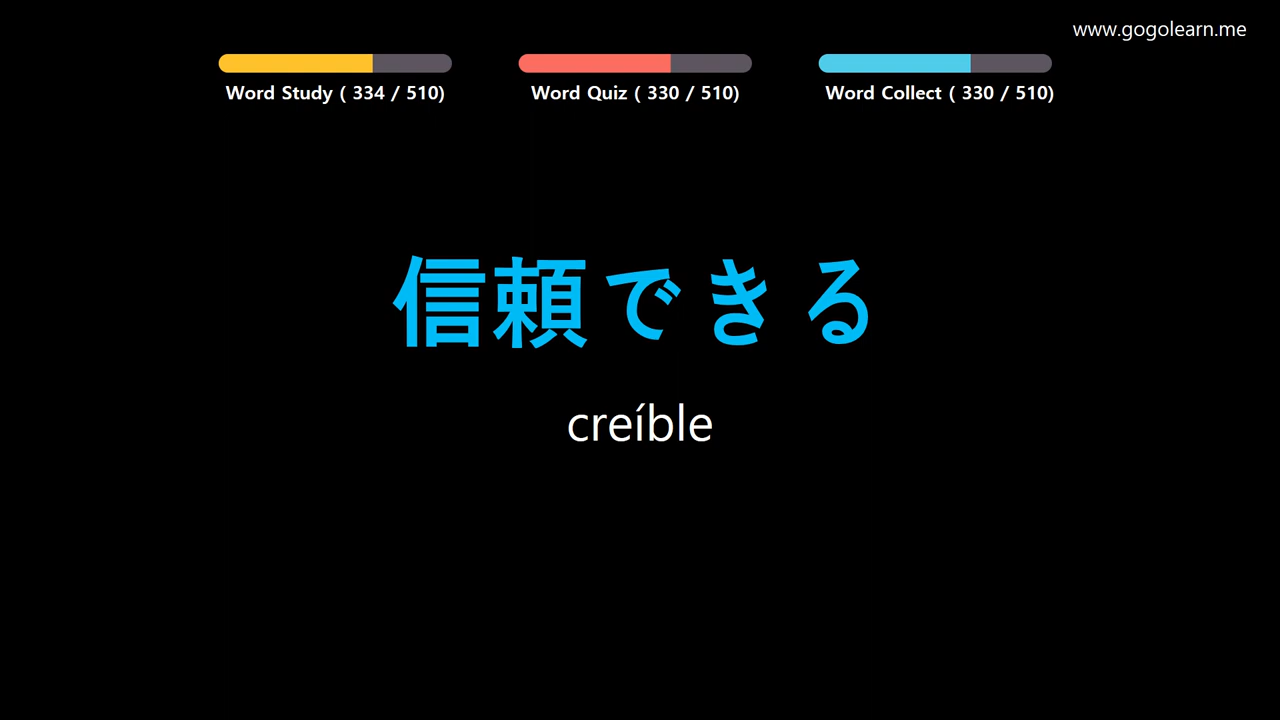 www.gogolearn.me
Word Study ( 334 / 510)
Word Quiz ( 330 / 510)
Word Collect ( 330 / 510)
信頼できる
creíble